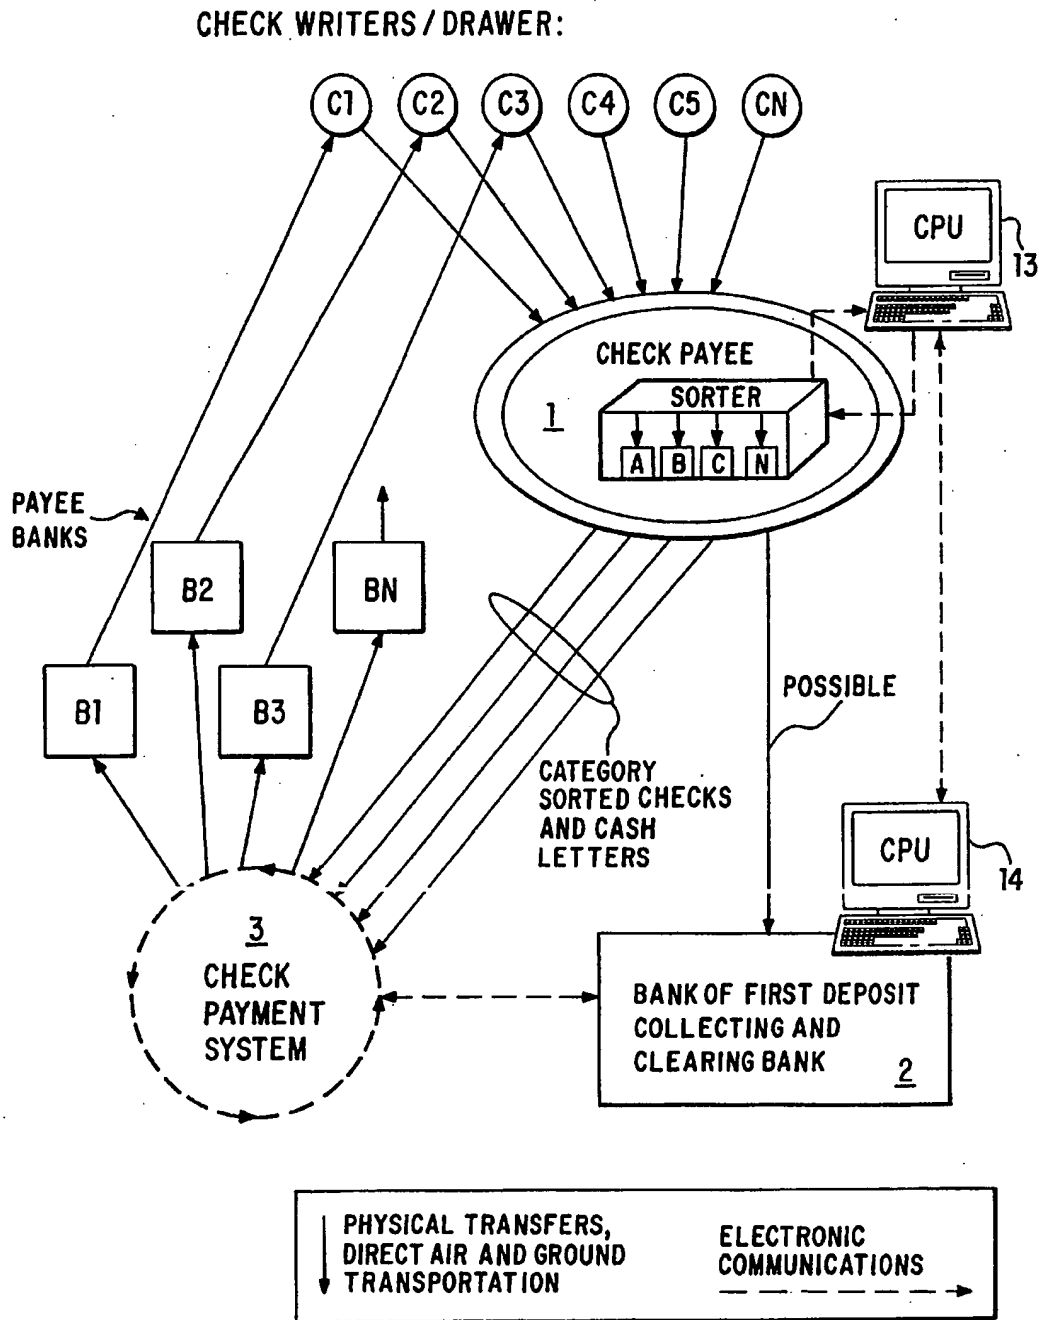 CHECK WRITERS / DRAWER:
C1 C2 C3 C4 C5 CN
CPU
13
CHECK PAYEE
SORTER
1
A B C N
PAYEE
BANKS
B2
BN
B1
B3
POSSIBLE
CATEGORY
SORTED CHECKS
AND CASH
LETTERS
CPU
14
3
CHECK
PAYMENT
SYSTEM
BANK OF FIRST DEPOSIT
COLLECTING AND
CLEARING BANK
2
PHYSICAL TRANSFERS,
DIRECT AIR AND GROUND
TRANSPORTATION
ELECTRONIC
COMMUNICATIONS